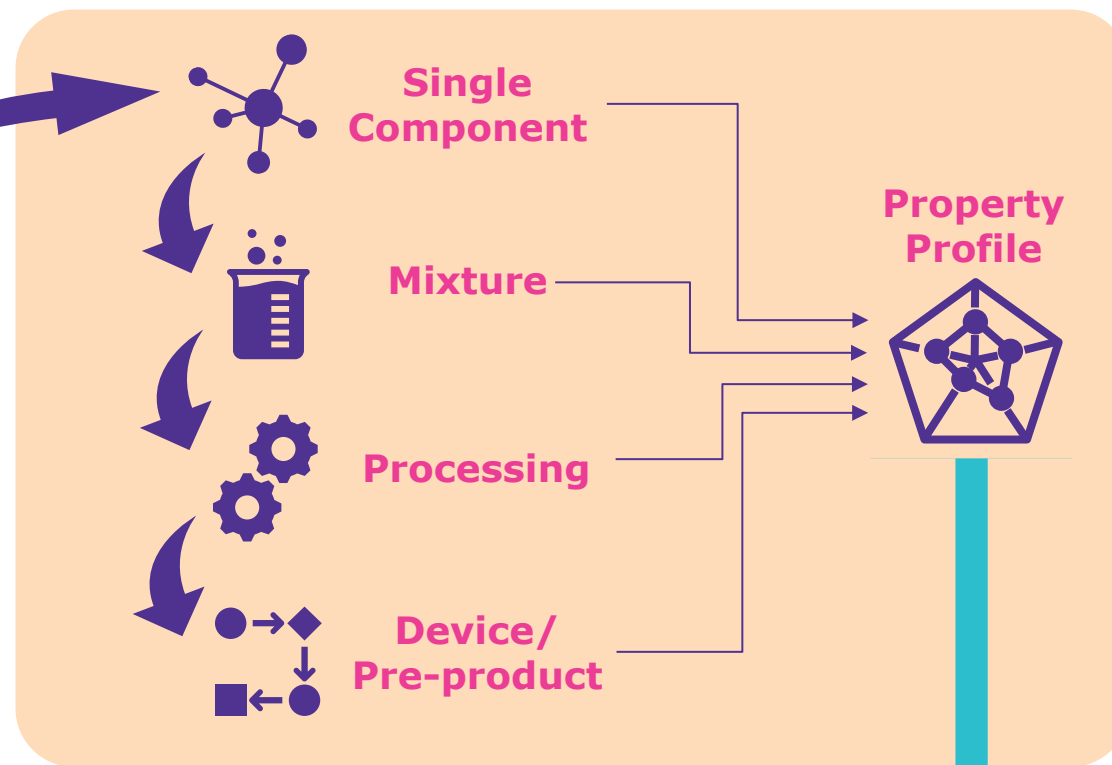 Single
Component
Property
Profile
Mixture
Processing
Device/
Pre-product